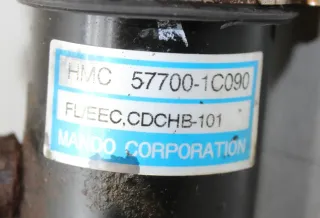 HMC 57700-1C090
FL/EEC,CDCHB-101
MANDO CORPORATION